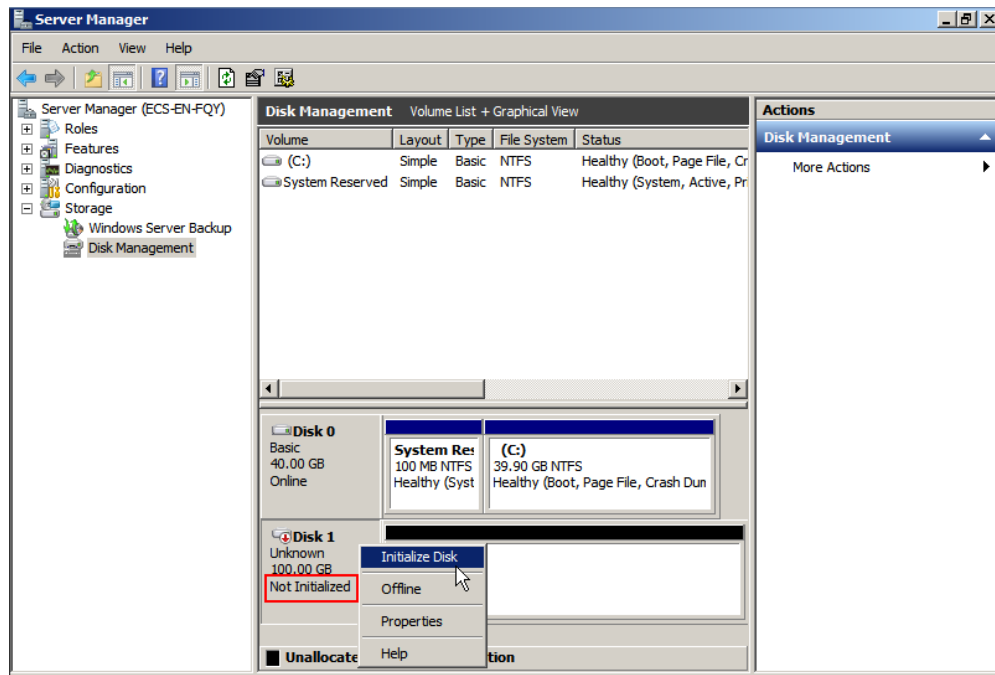 Server Manager
File Action View Help
Server Manager (ECS-EN-FQY)
Roles
Features
Diagnostics
Configuration
Storage
Windows Server Backup
Disk Management
Disk Management Volume List + Graphical View
Volume Layout Type File System Status
(C:) Simple Basic NTFS Healthy (Boot, Page File, Cr
System Reserved Simple Basic NTFS Healthy (System, Active, Pr
Disk 0
Basic
40.00 GB
Online
System Res
100 MB NTFS
Healthy (Syst
(C:)
39.90 GB NTFS
Healthy (Boot, Page File, Crash Dun
Disk 1
Unknown
100.00 GB
Not Initialized
Initialize Disk
Offline
Properties
Help
Unallocate tion
Actions
Disk Management
More Actions